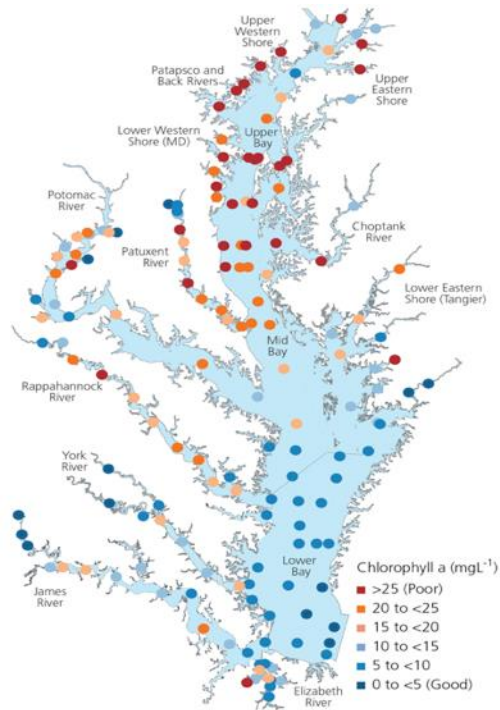 Upper
Western
Shore
Patapsco and
Back Rivers
Upper
Eastern
Shore
Lower Western
Shore (MD)
Upper
Bay
Potomac
River
Choptank
River
Patuxent
River
Lower Eastern
Shore (Tangier)
Mid
Bay
Rappahannock
River
York
River
Lower
Bay
James
River
Elizabeth
River
Chlorophyll a (mgL-1)
>25 (Poor)
20 to <25
15 to <20
10 to <15
5 to <10
0 to <5 (Good)